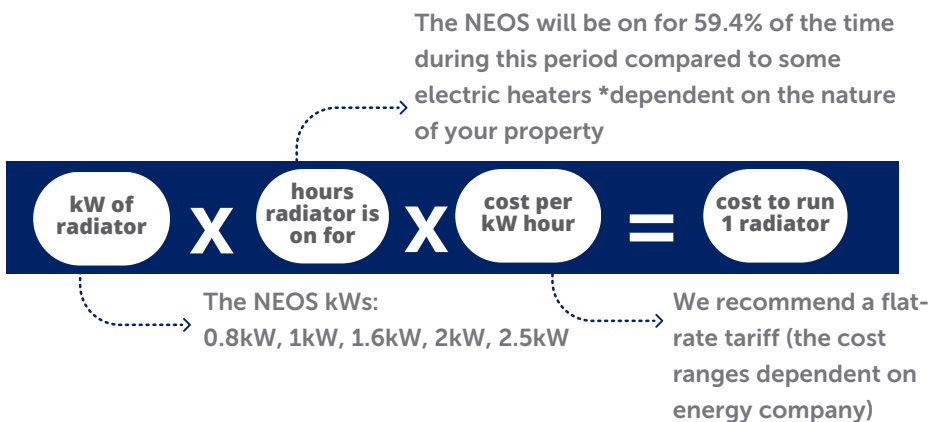 The NEOS will be on for 59.4% of the time
during this period compared to some
electric heaters *dependent on the nature
of your property
kW of
radiator
X
hours
radiator is
on for
X
cost per
kW hour
=
cost to run
1 radiator
The NEOS kWs:
0.8kW, 1kW, 1.6kW, 2kW, 2.5kW
We recommend a flat-
rate tariff (the cost
ranges dependent on
energy company)